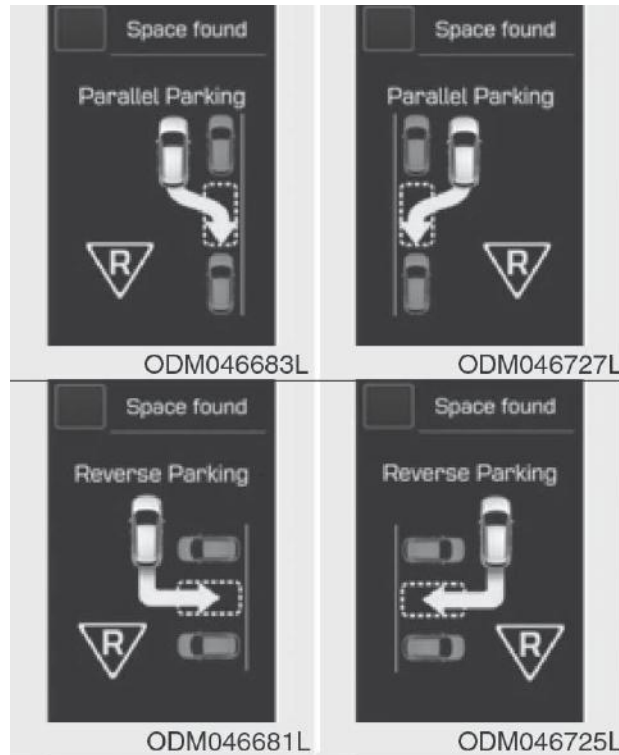 Space found
Parallel Parking
R
ODM046683L
Space found
Parallel Parking
R
ODM046727L
Space found
Reverse Parking
R
ODM046681L
Space found
Reverse Parking
R
ODM046725L